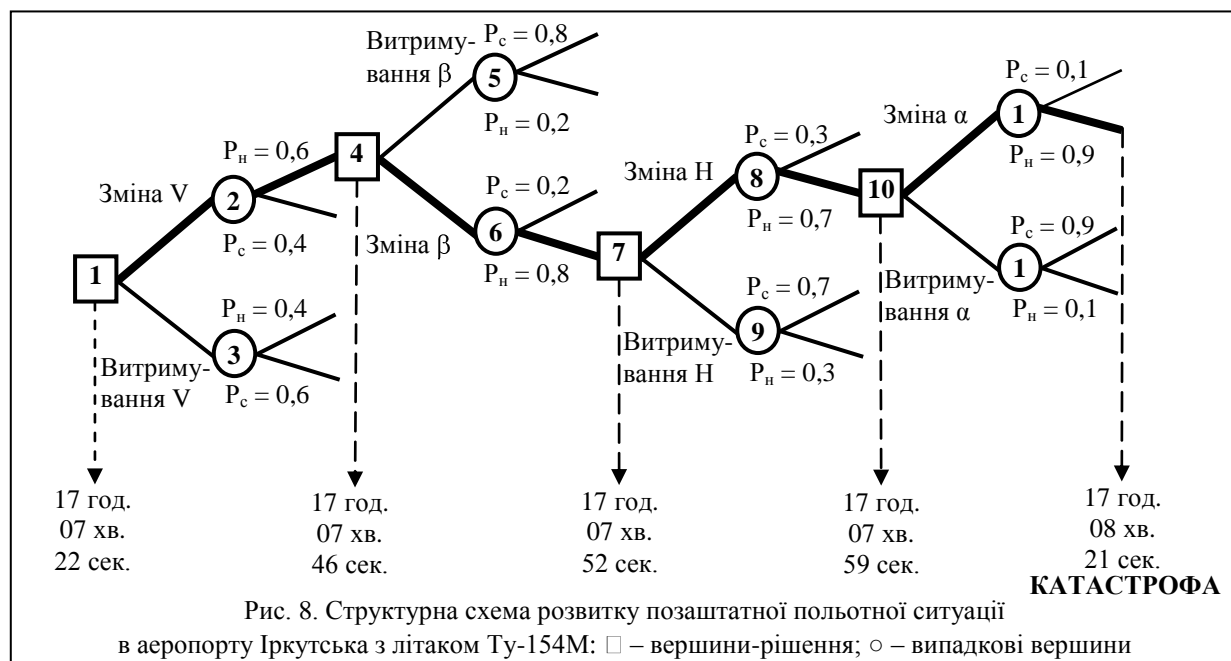 Витриму-
вання β
Pс = 0,8
5
Pн = 0,2
Pн = 0,6
4
Зміна V
2
Pс = 0,4
Pс = 0,2
6
Зміна β
Pн = 0,8
1
Pн = 0,4
3
Витриму-
вання V
Pс = 0,6
7
Зміна H
Pс = 0,3
8
Pн = 0,7
Pс = 0,7
9
Витриму-
вання H
Pн = 0,3
10
Зміна α
Pс = 0,1
1
Pн = 0,9
Pс = 0,9
1
Витриму-
вання α
Pн = 0,1
17 год.
07 хв.
22 сек.
17 год.
07 хв.
46 сек.
17 год.
07 хв.
52 сек.
17 год.
07 хв.
59 сек.
17 год.
08 хв.
21 сек.
КАТАСТРОФА
Рис. 8. Структурна схема розвитку позаштатної польотної ситуації
в аеропорту Іркутська з літаком Ту-154М: □ – вершини-рішення; ○ – випадкові вершини